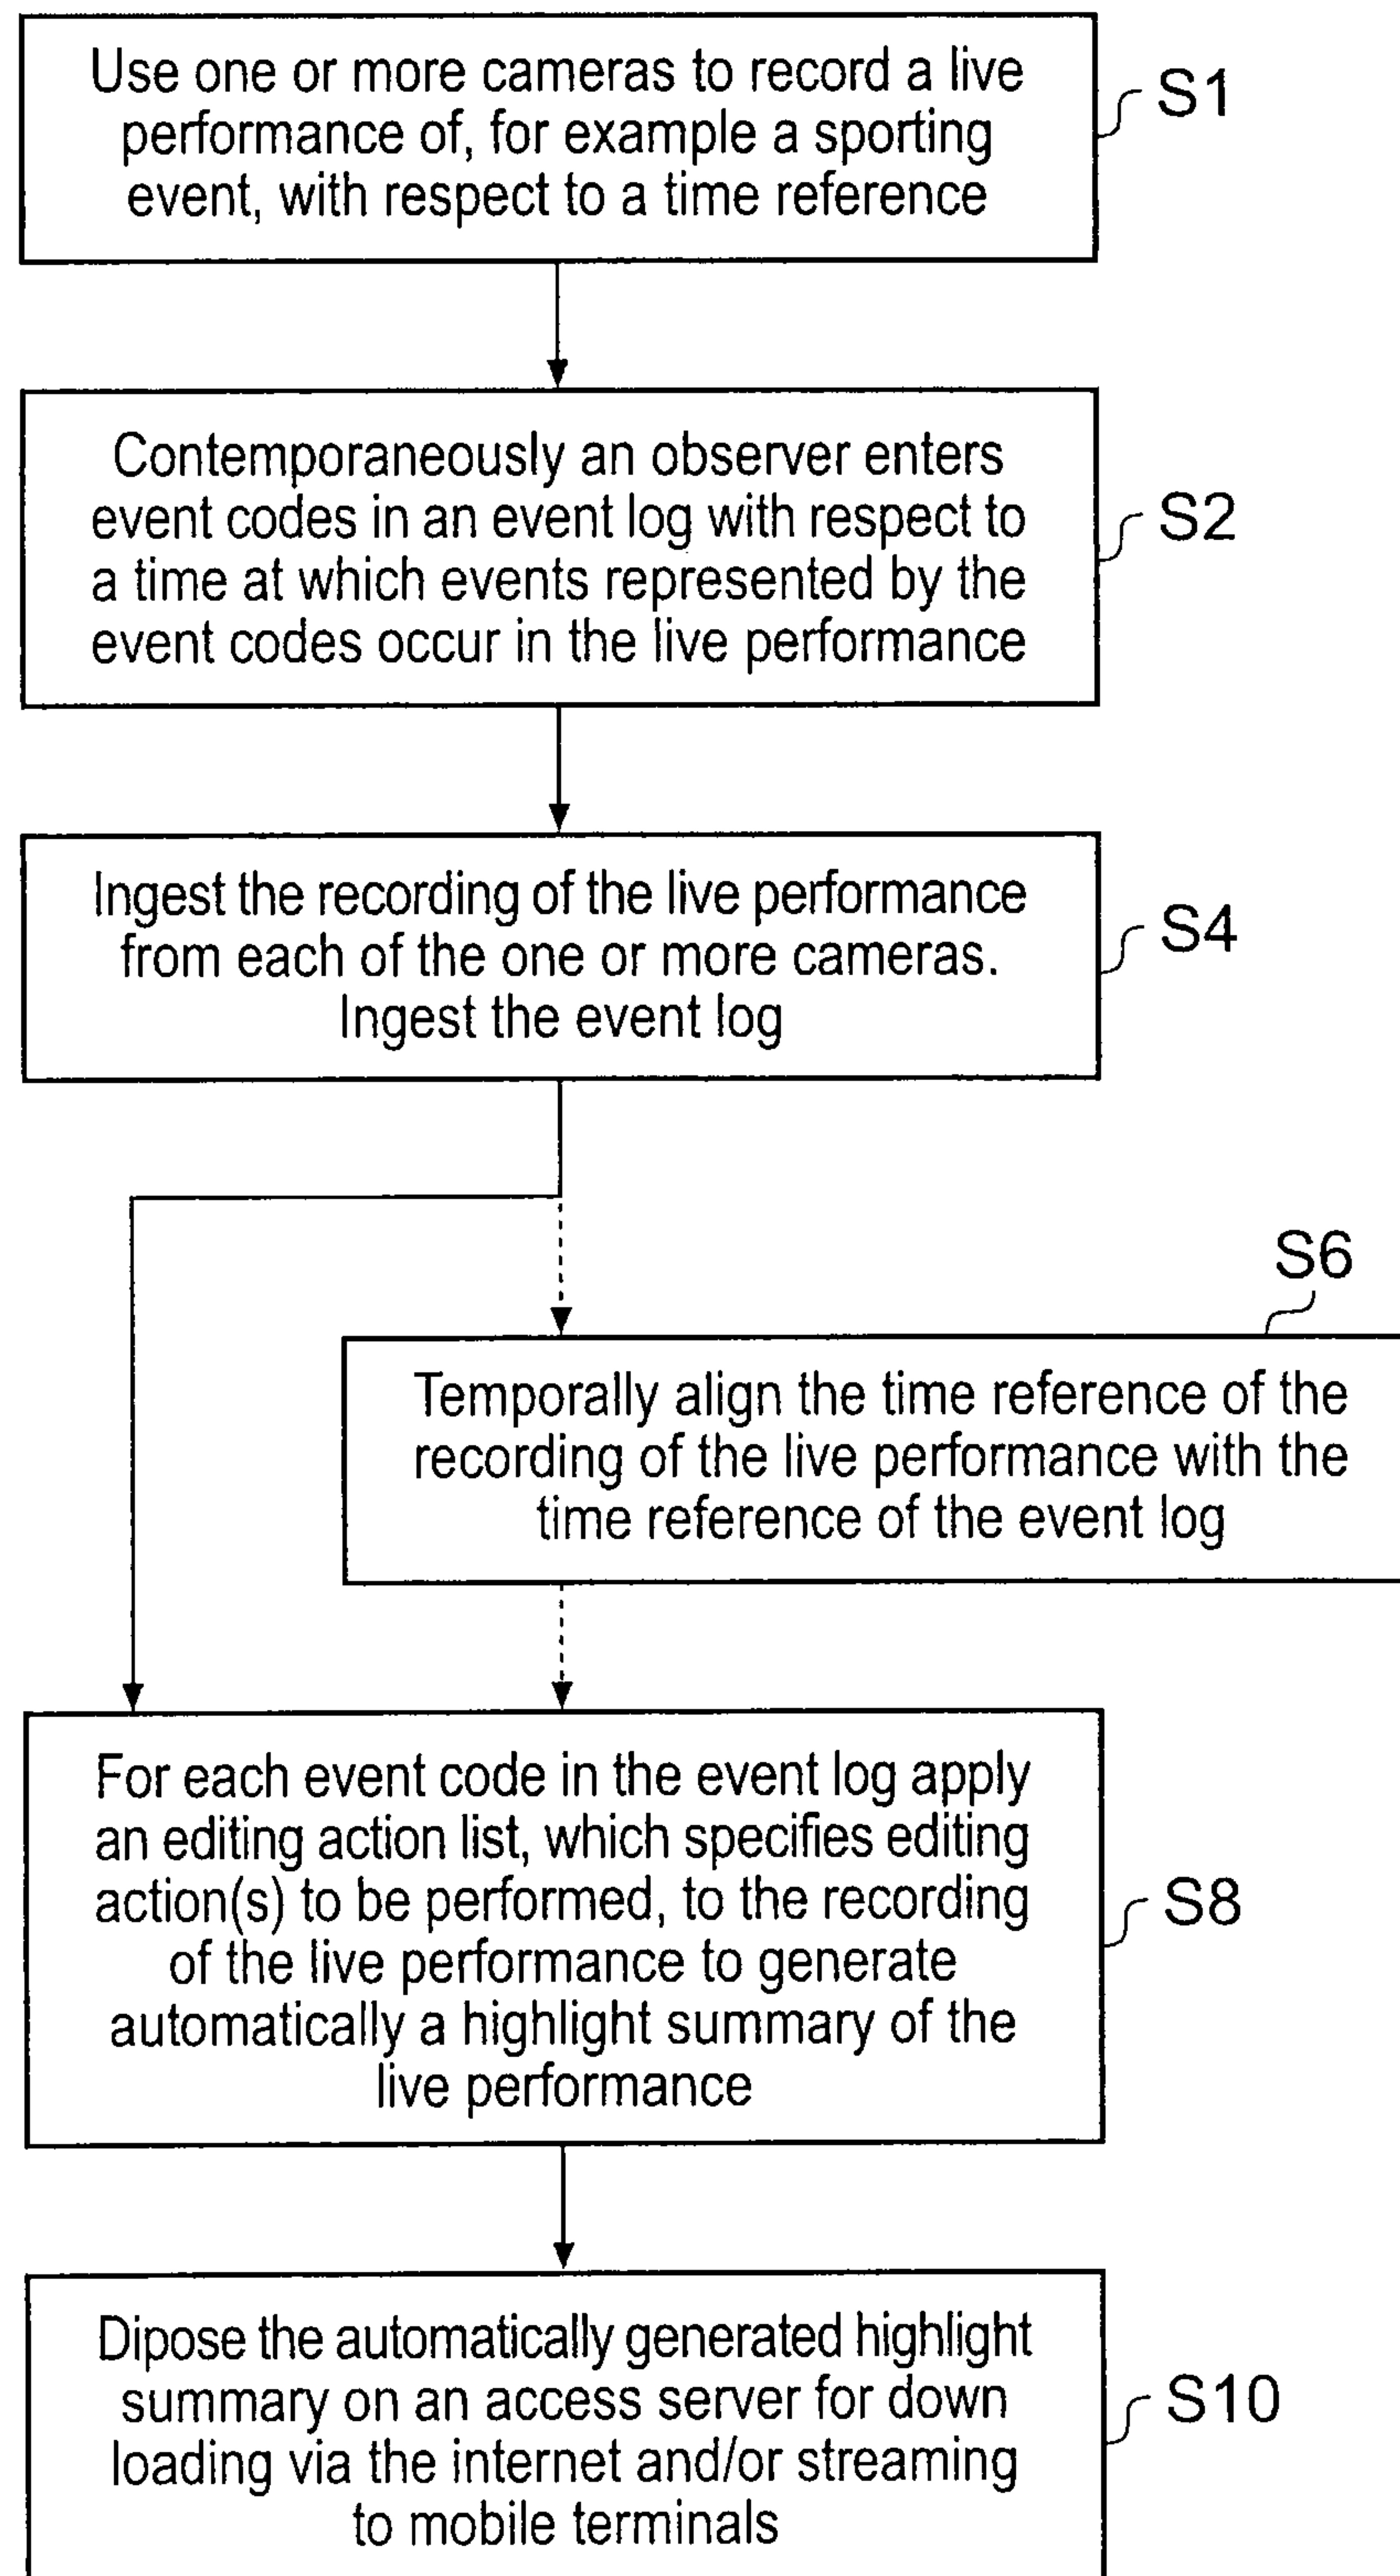 Use one or more cameras to record a live
performance of, for example a sporting
event, with respect to a time reference
S1
Contemporaneously an observer enters
event codes in an event log with respect to
a time at which events represented by the
event codes occur in the live performance
S2
Ingest the recording of the live performance
from each of the one or more cameras.
Ingest the event log
S4
S6
Temporally align the time reference of the
recording of the live performance with the
time reference of the event log
For each event code in the event log apply
an editing action list, which specifies editing
action(s) to be performed, to the recording
of the live performance to generate
automatically a highlight summary of the
live performance
S8
Dipose the automatically generated highlight
summary on an access server for down
loading via the internet and/or streaming
to mobile terminals
S10